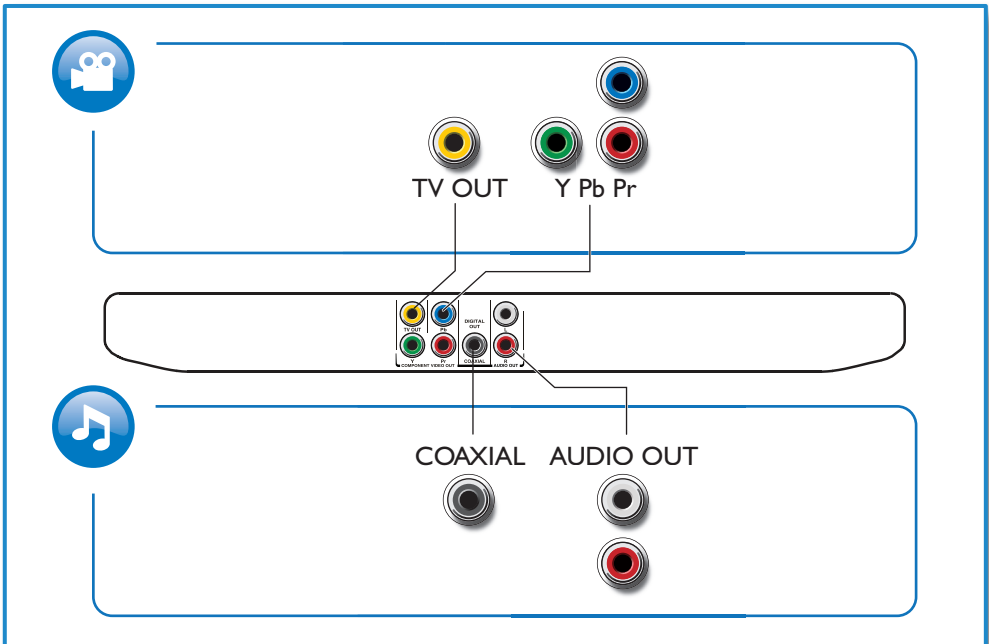 TV OUT
Y Pb Pr
DIGITAL
OUT
TV OUT
Pb
L
Y
Pr
COAXIAL
R
COMPONENT VIDEO OUT
AUDIO OUT
COAXIAL
AUDIO OUT